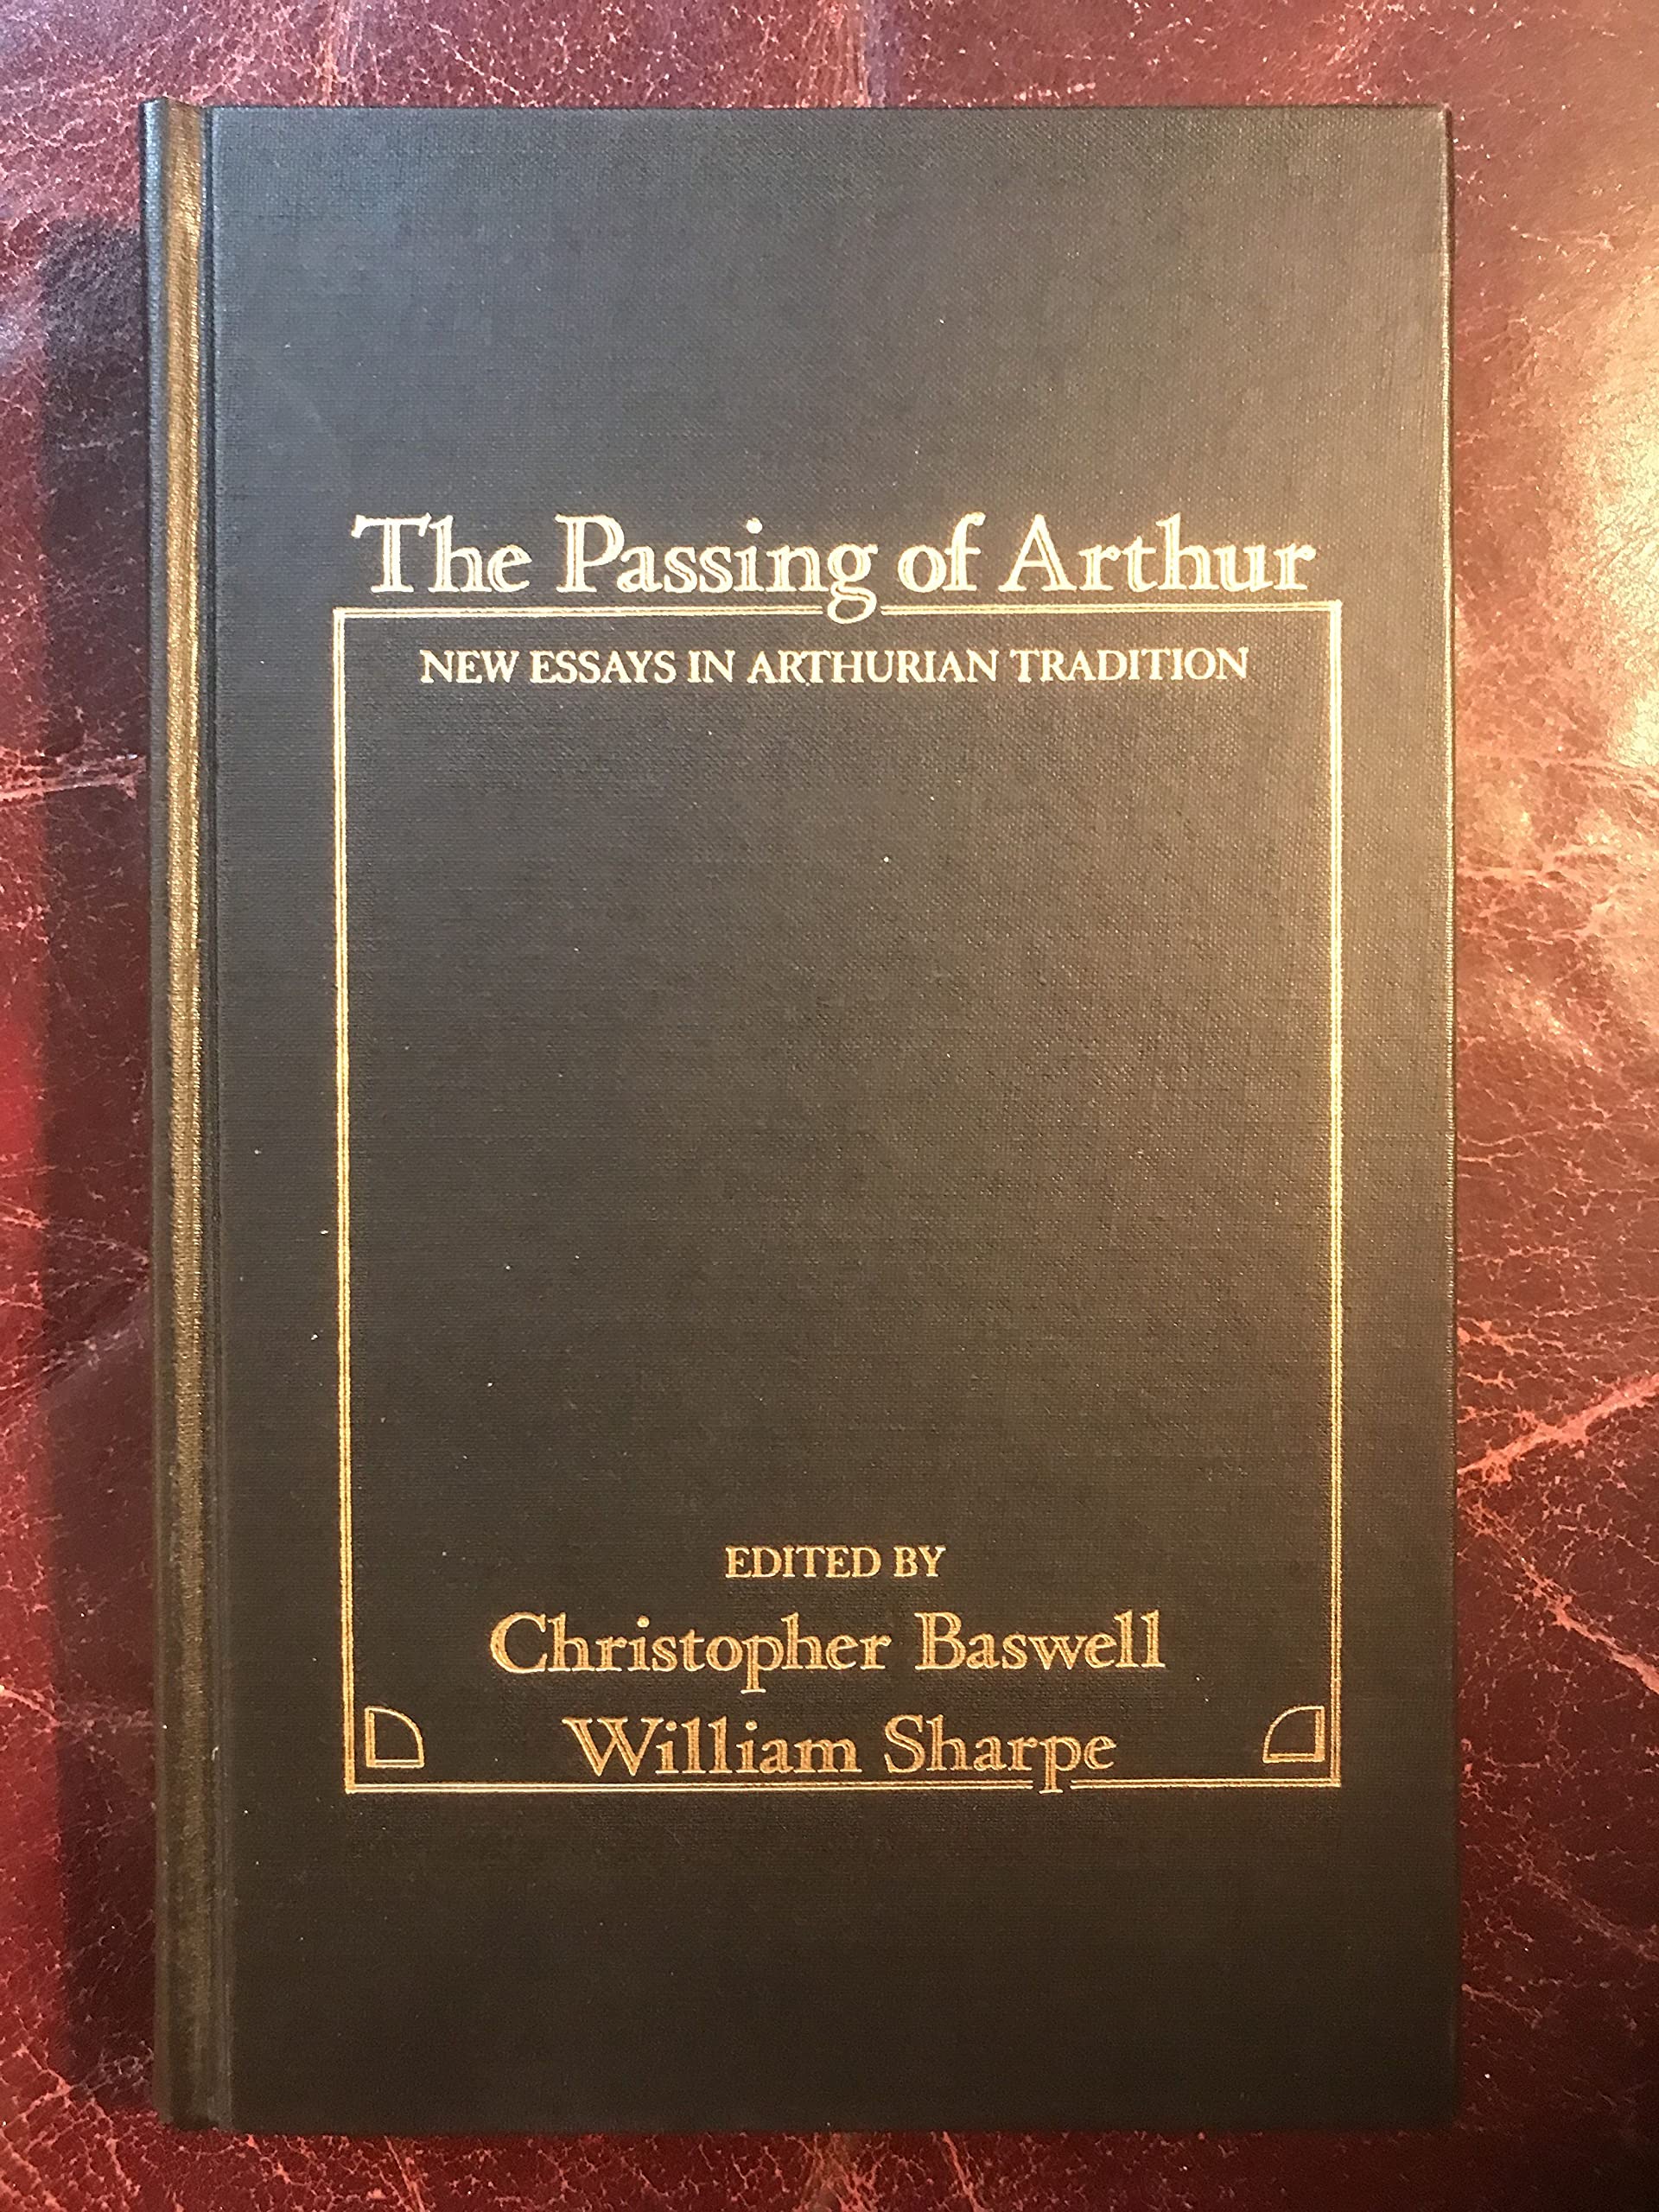 The Passing of Arthur
NEW ESSAYS IN ARTHURIAN TRADITION
EDITED BY
Christopher Baswell
William Sharpe